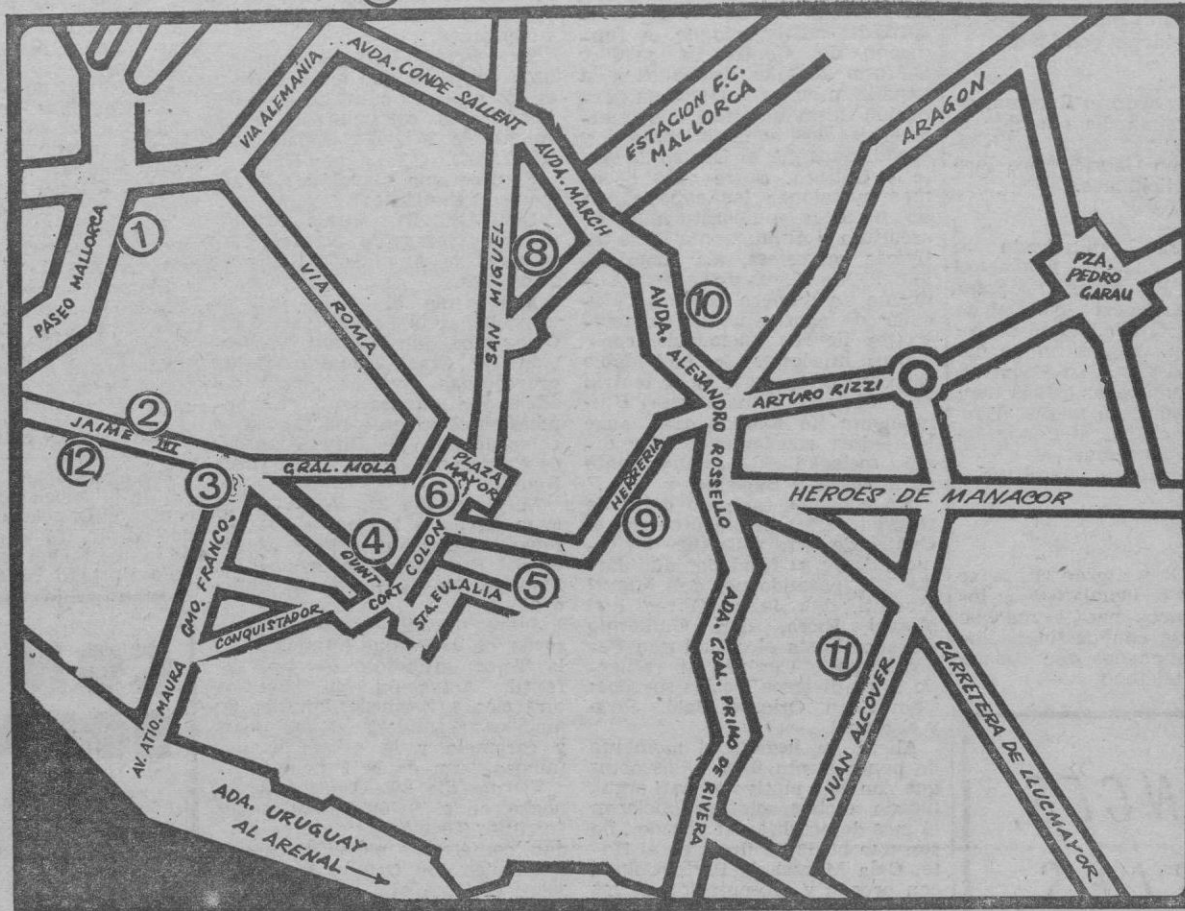 VIA ALEMANIA
AVDA. CONDE SALLENT
ESTACION F.C.
MALLORCA
ARAGON
AVDA. MARCH
PASEO MALLORCA
1
VIA ROMA
SAN MIGUEL
8
10
PZA.
PEDRO
GARAU
AVDA. ALEJANDRO ROSSELLO
ARTURO RIZZI
2
JAIME III
12
GRAL. MOLA
PLAZA
MAYOR
3
6
HERRERIA
HEROES DE MANACOR
9
4
QUINT
COLON
CORT
STA. EULALIA
5
GMO. FRANCO.
CONQUISTADOR
AV. ATIO. MAURA
ADA. GRAL. PRIMO DE RIVERA
11
JUAN ALCOVER
CARRETERA DE LLUCMAYOR
ADA. URUGUAY
AL ARENAL